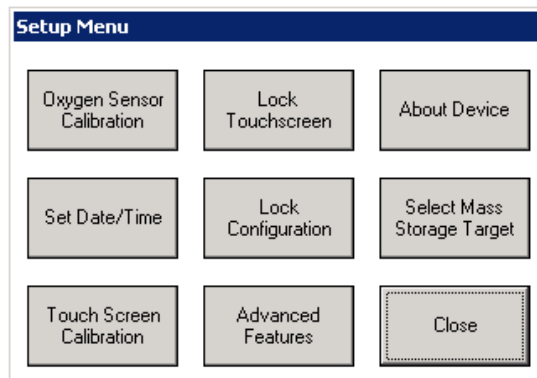 Setup Menu
Oxygen Sensor
Calibration
Lock
Touchscreen
About Device
Set Date/Time
Lock
Configuration
Select Mass
Storage Target
Touch Screen
Calibration
Advanced
Features
Close